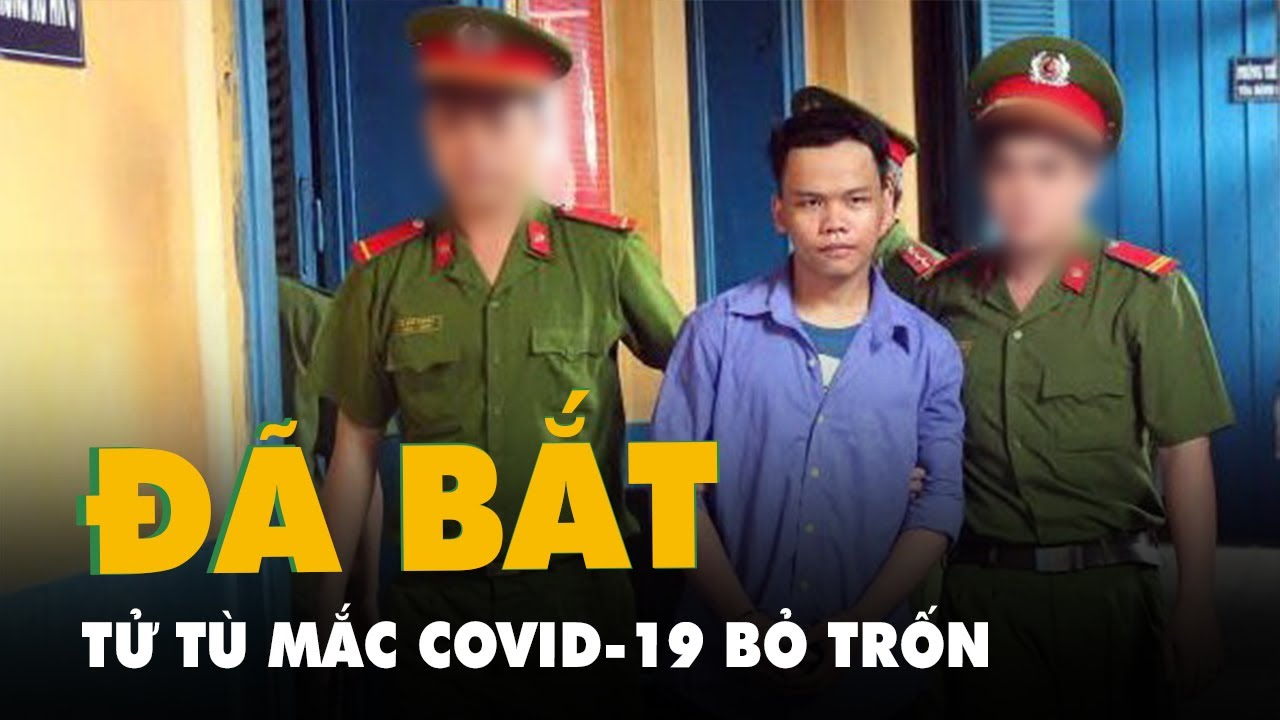 ĐÃ BẮT
TỬ TÙ MẮC COVID-19 BỎ TRỐN